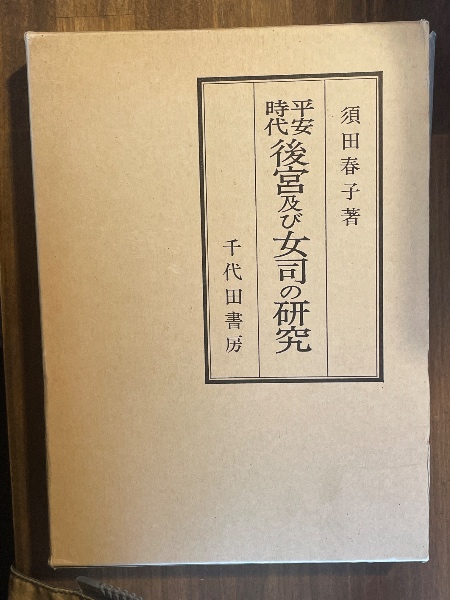 須田春子著
平安時代後宮及び女司の研究
千代田書房